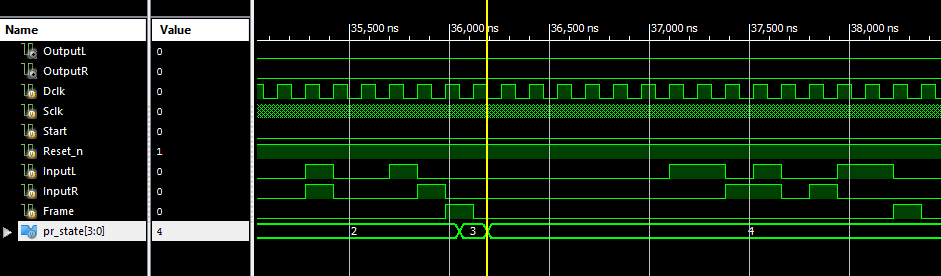 Name Value
35,500 ns 36,000 ns 36,500 ns 37,000 ns 37,500 ns 38,000 ns
OutputL 0
OutputR 0
Dclk 0
Sclk 0
Start 0
Reset_n 1
InputL 0
InputR 0
Frame 0
pr_state[3:0] 4 2 3 4